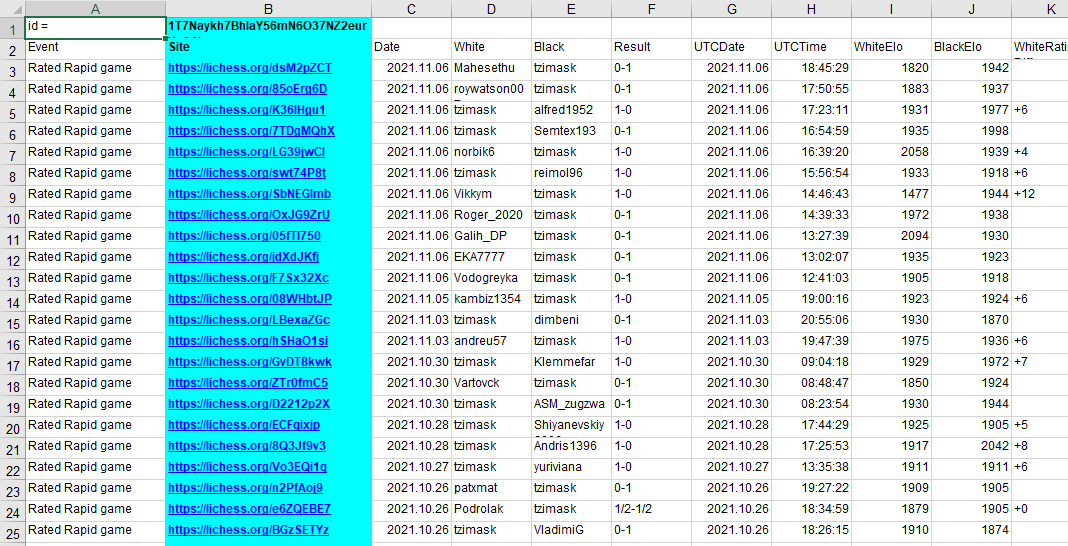 A B C D E F G H I J K
1 id = 1T7Naykh7BhlaY56mN6O37NZ2eur
2 Event Site Date White Black Result UTCDate UTCTime WhiteElo BlackElo WhiteRati
3 Rated Rapid game https://lichess.org/dsM2pZCT 2021.11.06 Mahesethu tzimask 0-1 2021.11.06 18:45:29 1820 1942
4 Rated Rapid game https://lichess.org/85oErg6D 2021.11.06 roywatson00 tzimask 0-1 2021.11.06 17:50:55 1883 1937
5 Rated Rapid game https://lichess.org/K36lHgu1 2021.11.06 tzimask alfred1952 1-0 2021.11.06 17:23:11 1931 1977 +6
6 Rated Rapid game https://lichess.org/7TDgMQhX 2021.11.06 tzimask Semtex193 0-1 2021.11.06 16:54:59 1935 1998
7 Rated Rapid game https://lichess.org/LG39jwCl 2021.11.06 norbik6 tzimask 1-0 2021.11.06 16:39:20 2058 1939 +4
8 Rated Rapid game https://lichess.org/swt74P8t 2021.11.06 tzimask reimol96 1-0 2021.11.06 15:56:54 1933 1918 +6
9 Rated Rapid game https://lichess.org/SbNEGlmb 2021.11.06 Vikkym tzimask 1-0 2021.11.06 14:46:43 1477 1944 +12
10 Rated Rapid game https://lichess.org/OxJG9ZrU 2021.11.06 Roger_2020 tzimask 0-1 2021.11.06 14:39:33 1972 1938
11 Rated Rapid game https://lichess.org/05fTl750 2021.11.06 Galih_DP tzimask 0-1 2021.11.06 13:27:39 2094 1930
12 Rated Rapid game https://lichess.org/jdXdJKfj 2021.11.06 EKA7777 tzimask 0-1 2021.11.06 13:02:07 1935 1923
13 Rated Rapid game https://lichess.org/F7Sx32Xc 2021.11.06 Vodogreyka tzimask 0-1 2021.11.06 12:41:03 1905 1918
14 Rated Rapid game https://lichess.org/08WHbtJP 2021.11.05 kambiz1354 tzimask 1-0 2021.11.05 19:00:16 1923 1924 +6
15 Rated Rapid game https://lichess.org/LBexaZGc 2021.11.03 tzimask dimbeni 0-1 2021.11.03 20:55:06 1930 1870
16 Rated Rapid game https://lichess.org/hSHaO1si 2021.11.03 andreu57 tzimask 1-0 2021.11.03 19:47:39 1975 1936 +6
17 Rated Rapid game https://lichess.org/GvDT8kwk 2021.10.30 tzimask Klemmefar 1-0 2021.10.30 09:04:18 1929 1972 +7
18 Rated Rapid game https://lichess.org/ZTr0fmC5 2021.10.30 Vartovck tzimask 0-1 2021.10.30 08:48:47 1850 1924
19 Rated Rapid game https://lichess.org/D2212p2X 2021.10.30 tzimask ASM_zugzwa 0-1 2021.10.30 08:23:54 1930 1944
20 Rated Rapid game https://lichess.org/ECFqixjp 2021.10.28 tzimask Shiyanevskiy 1-0 2021.10.28 17:44:29 1925 1905 +5
21 Rated Rapid game https://lichess.org/8Q3Jf9v3 2021.10.28 tzimask Andris1396 1-0 2021.10.28 17:25:53 1917 2042 +8
22 Rated Rapid game https://lichess.org/Vo3EQi1g 2021.10.27 tzimask yuriviana 1-0 2021.10.27 13:35:38 1911 1911 +6
23 Rated Rapid game https://lichess.org/n2PfAoj9 2021.10.26 patxmat tzimask 0-1 2021.10.26 19:27:22 1909 1905
24 Rated Rapid game https://lichess.org/e6ZQEBE7 2021.10.26 Podrolak tzimask 1/2-1/2 2021.10.26 18:34:59 1879 1905 +0
25 Rated Rapid game https://lichess.org/BGzSETYz 2021.10.26 tzimask VladimiG 0-1 2021.10.26 18:26:15 1910 1874